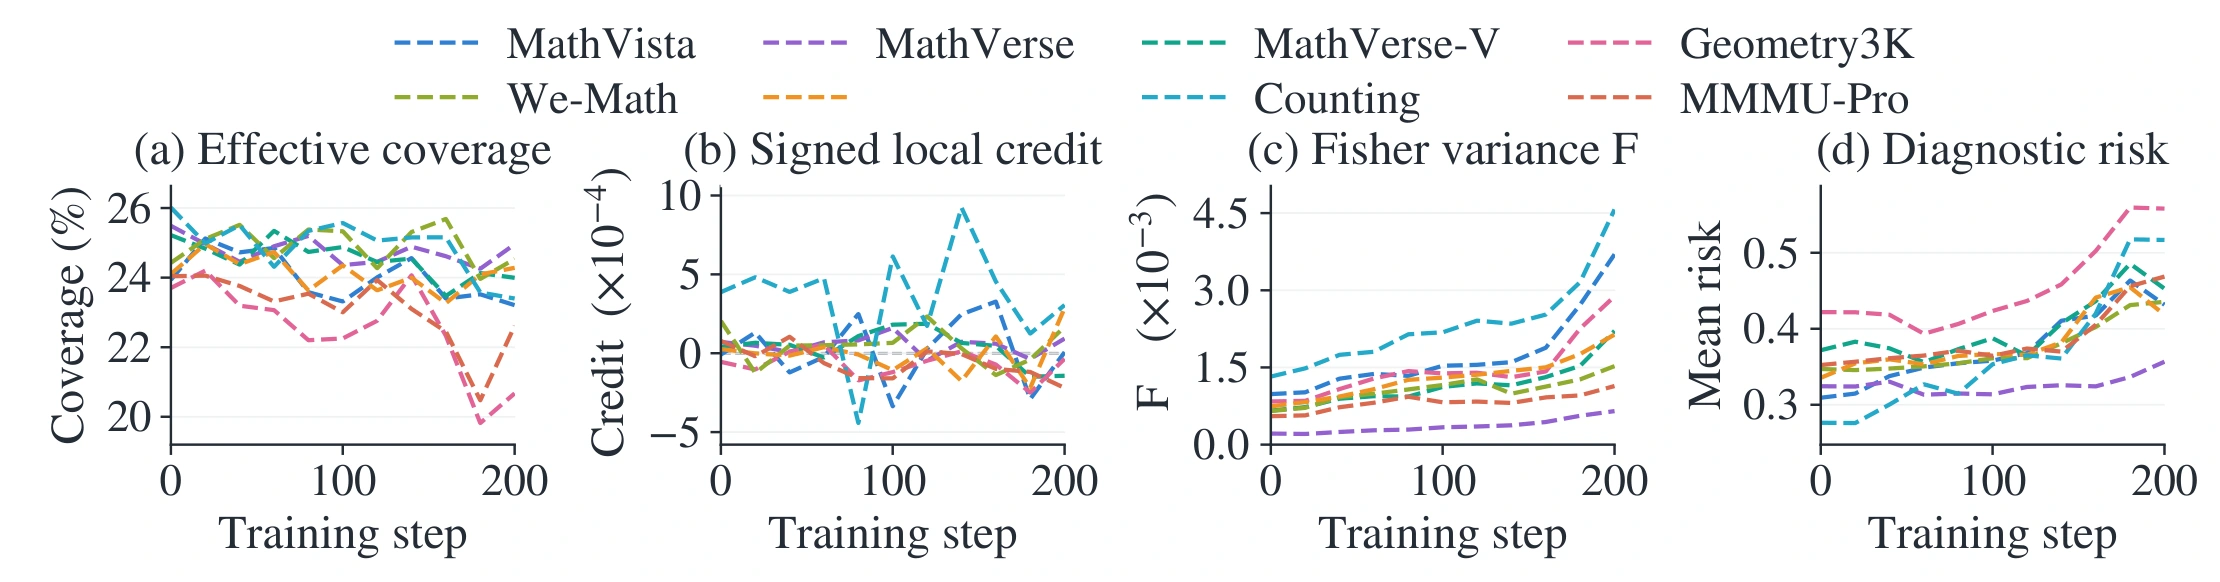 MathVista MathVerse MathVerse-V Geometry3K
We-Math Counting MMMU-Pro
(a) Effective coverage
Coverage (%)
26
24
22
20
0 100 200
Training step
(b) Signed local credit
Credit (×10⁻⁴)
10
5
0
−5
0 100 200
Training step
(c) Fisher variance F
F (×10⁻³)
4.5
3.0
1.5
0.0
0 100 200
Training step
(d) Diagnostic risk
Mean risk
0.5
0.4
0.3
0 100 200
Training step